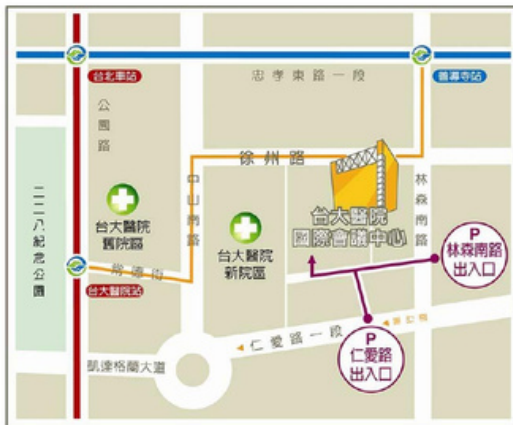 台北車站
忠孝東路一段
善導寺站
公園路
徐州路
中山南路
林森南路
二二八紀念公園
台大醫院
舊院區
台大醫院
新院區
台大醫院
國際會議中心
常德街
台大醫院站
P
林森南路
出入口
仁愛路一段
P
仁愛路
出入口
凱達格蘭大道